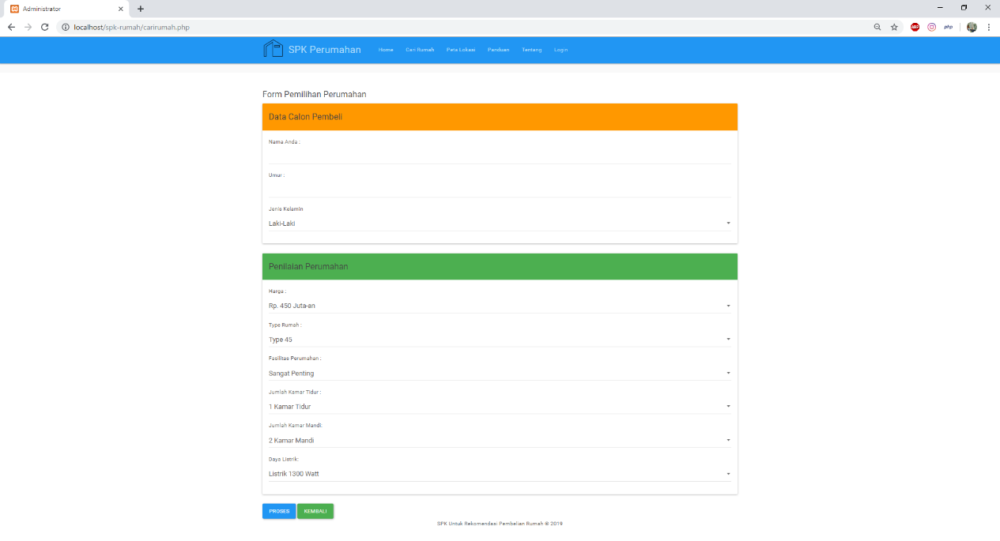 Administrator
localhost/spk-rumah/carirumah.php
ABP
php
SPK Perumahan Home Cari Rumah Peta Lokasi Panduan Tentang Login
Form Pemilihan Perumahan
Data Calon Pembeli
Nama Anda :
Umur :
Jenis Kelamin
Laki-Laki
Penilaian Perumahan
Harga :
Rp. 450 Juta-an
Type Rumah :
Type 45
Fasilitas Perumahan :
Sangat Penting
Jumlah Kamar Tidur :
1 Kamar Tidur
Jumlah Kamar Mandi:
2 Kamar Mandi
Daya Listrik:
Listrik 1300 Watt
PROSES KEMBALI
SPK Untuk Rekomendasi Pembelian Rumah © 2019